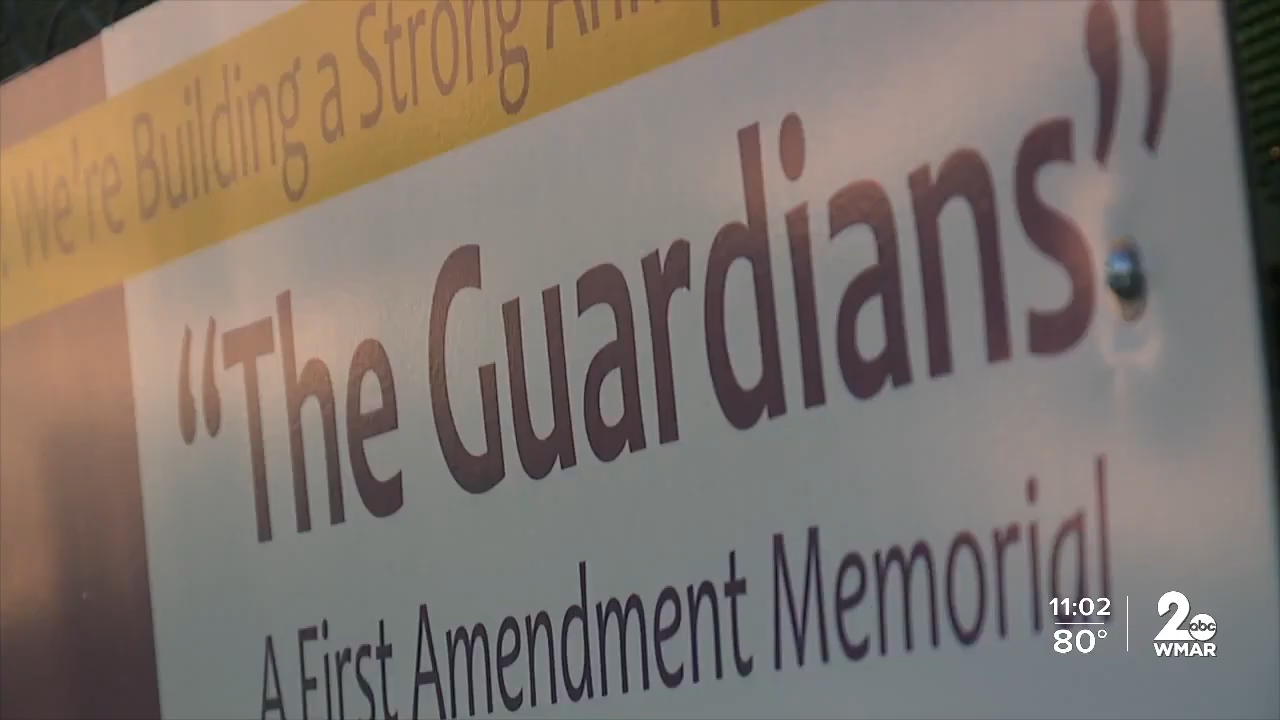 We're Building a Strong
“The Guardians”
A First Amendment Memorial
11:02
80°
2 abc
WMAR